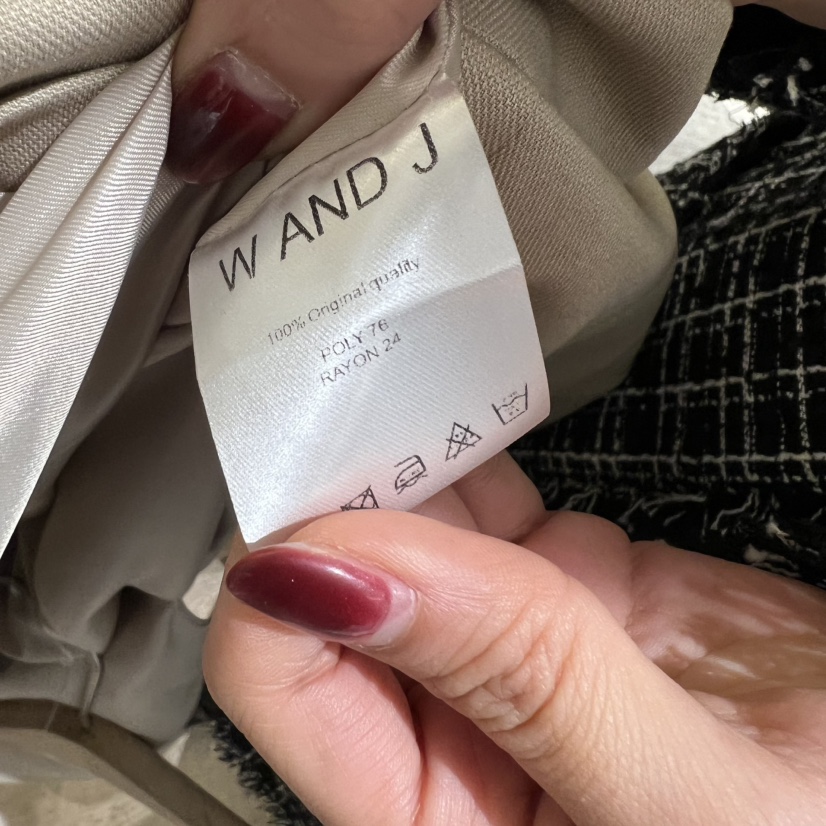 W AND J
100% Original quality
POLY 76
RAYON 24